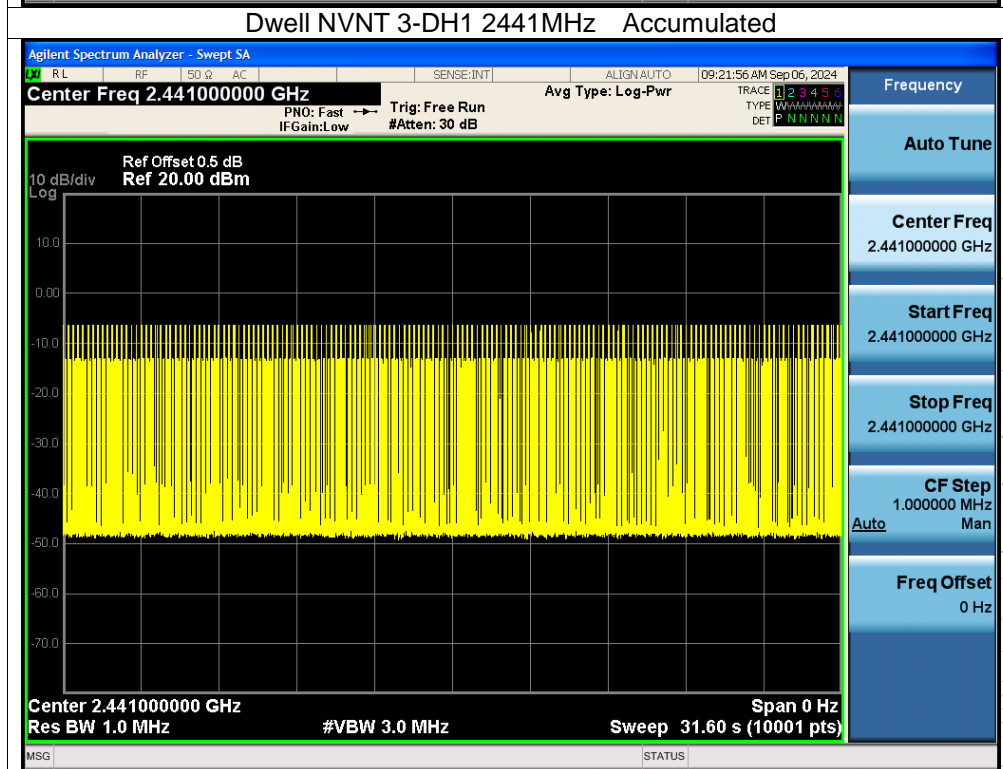 Dwell NVNT 3-DH1 2441MHz Accumulated
Agilent Spectrum Analyzer - Swept SA
LXI RL RF 50 Ω AC SENSE:INT ALIGN AUTO 09:21:56 AM Sep 06, 2024
Center Freq 2.441000000 GHz
PNO: Fast
IFGain:Low
Trig: Free Run
#Atten: 30 dB
Avg Type: Log-Pwr
TRACE 1 2 3 4 5 6
TYPE
DET P N N N N N
Frequency
Ref Offset 0.5 dB
10 dB/div Ref 20.00 dBm
Log
10.0
0.00
-10.0
-20.0
-30.0
-40.0
-50.0
-60.0
-70.0
Center 2.441000000 GHz Span 0 Hz
Res BW 1.0 MHz #VBW 3.0 MHz Sweep 31.60 s (10001 pts)
Auto Tune
Center Freq
2.441000000 GHz
Start Freq
2.441000000 GHz
Stop Freq
2.441000000 GHz
CF Step
1.000000 MHz
Auto Man
Freq Offset
0 Hz
MSG STATUS